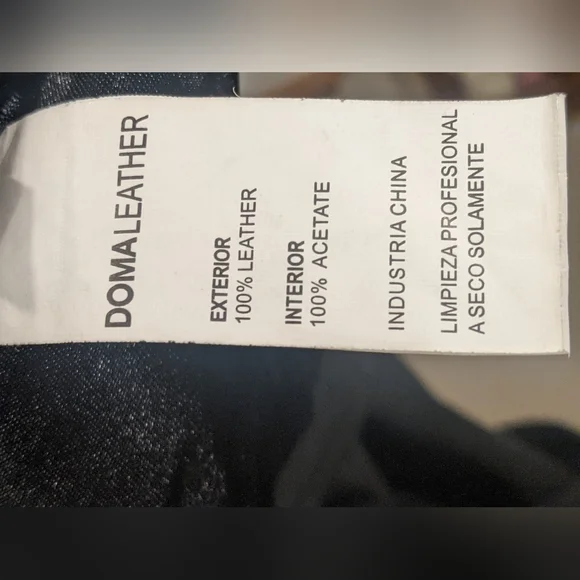 DOMALEATHER
EXTERIOR
100% LEATHER
INTERIOR
100% ACETATE
INDUSTRIA CHINA
LIMPIEZA PROFESIONAL
A SECO SOLAMENTE